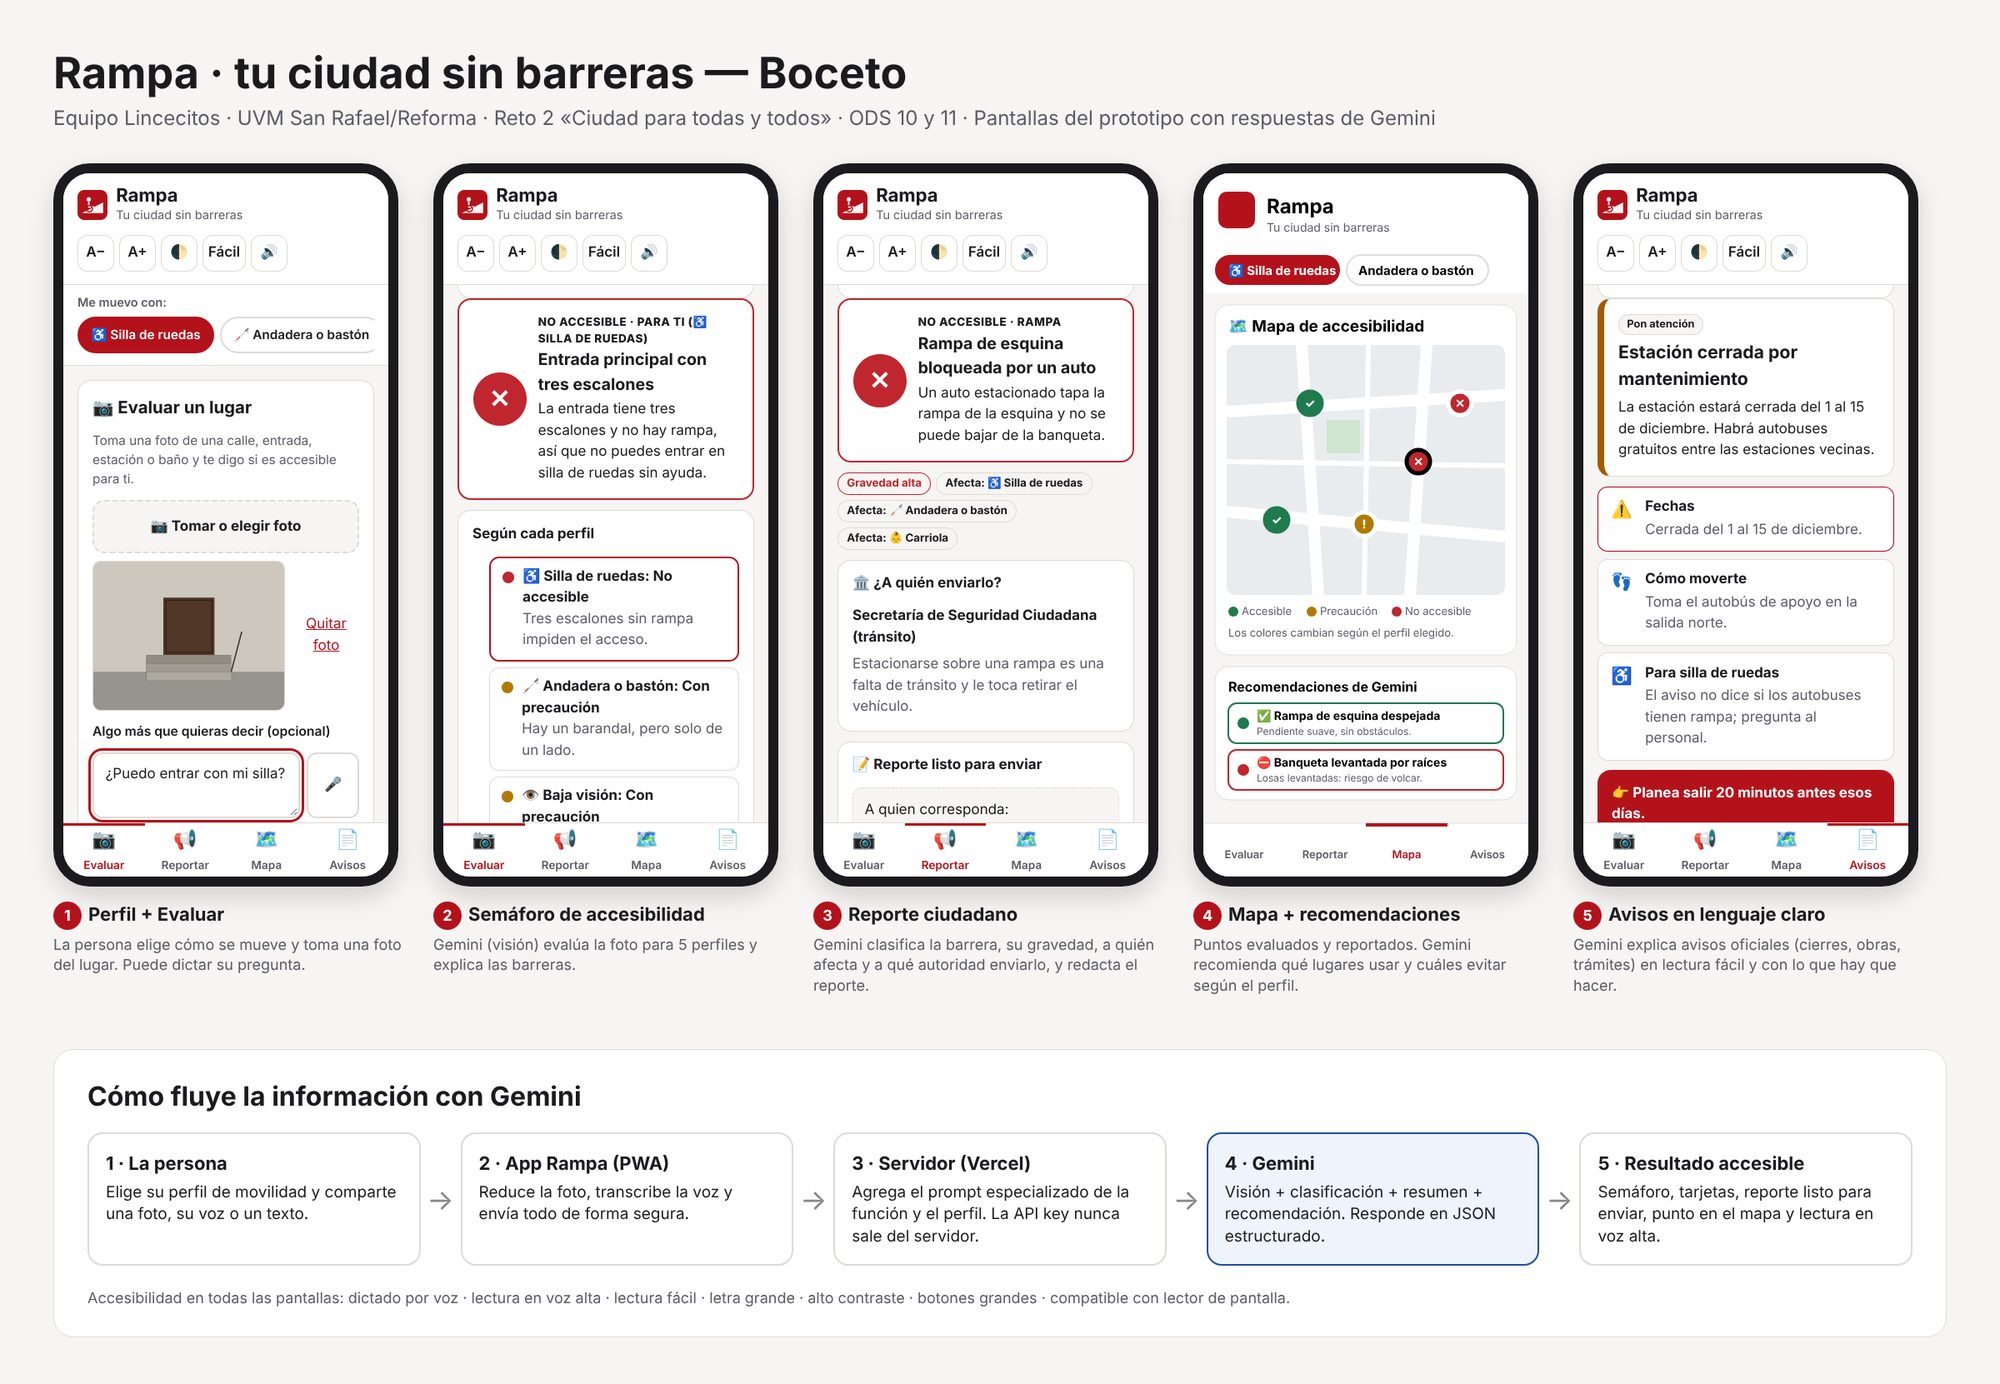 Rampa · tu ciudad sin barreras — Boceto
Equipo Lincecitos · UVM San Rafael/Reforma · Reto 2 «Ciudad para todas y todos» · ODS 10 y 11 · Pantallas del prototipo con respuestas de Gemini
Rampa
Tu ciudad sin barreras
A−
A+
Fácil
Me muevo con:
Silla de ruedas
Andadera o bastón
Evaluar un lugar
Toma una foto de una calle, entrada,
estación o baño y te digo si es accesible
para ti.
Tomar o elegir foto
Quitar
foto
Algo más que quieras decir (opcional)
¿Puedo entrar con mi silla?
Evaluar
Reportar
Mapa
Avisos
1 Perfil + Evaluar
La persona elige cómo se mueve y toma una foto
del lugar. Puede dictar su pregunta.
Rampa
Tu ciudad sin barreras
A−
A+
Fácil
NO ACCESIBLE · PARA TI (♿
SILLA DE RUEDAS)
Entrada principal con
tres escalones
La entrada tiene tres
escalones y no hay rampa,
así que no puedes entrar en
silla de ruedas sin ayuda.
Según cada perfil
Silla de ruedas: No
accesible
Tres escalones sin rampa
impiden el acceso.
Andadera o bastón: Con
precaución
Hay un barandal, pero solo de
un lado.
Baja visión: Con
precaución
Evaluar
Reportar
Mapa
Avisos
2 Semáforo de accesibilidad
Gemini (visión) evalúa la foto para 5 perfiles y
explica las barreras.
Rampa
Tu ciudad sin barreras
A−
A+
Fácil
NO ACCESIBLE · RAMPA
Rampa de esquina
bloqueada por un auto
Un auto estacionado tapa la
rampa de la esquina y no se
puede bajar de la banqueta.
Gravedad alta
Afecta: ♿ Silla de ruedas
Afecta: 🦯 Andadera o bastón
Afecta: 👶 Carriola
¿A quién enviarlo?
Secretaría de Seguridad Ciudadana
(tránsito)
Estacionarse sobre una rampa es una
falta de tránsito y le toca retirar el
vehículo.
Reporte listo para enviar
A quien corresponda:
Evaluar
Reportar
Mapa
Avisos
3 Reporte ciudadano
Gemini clasifica la barrera, su gravedad, a quién
afecta y a qué autoridad enviarlo, y redacta el
reporte.
Rampa
Tu ciudad sin barreras
Silla de ruedas
Andadera o bastón
Mapa de accesibilidad
Accesible
Precaución
No accesible
Los colores cambian según el perfil elegido.
Recomendaciones de Gemini
Rampa de esquina despejada
Pendiente suave, sin obstáculos.
Banqueta levantada por raíces
Losas levantadas: riesgo de volcar.
Evaluar
Reportar
Mapa
Avisos
4 Mapa + recomendaciones
Puntos evaluados y reportados. Gemini
recomienda qué lugares usar y cuáles evitar
según el perfil.
Rampa
Tu ciudad sin barreras
A−
A+
Fácil
Pon atención
Estación cerrada por
mantenimiento
La estación estará cerrada del 1 al 15
de diciembre. Habrá autobuses
gratuitos entre las estaciones vecinas.
Fechas
Cerrada del 1 al 15 de diciembre.
Cómo moverte
Toma el autobús de apoyo en la
salida norte.
Para silla de ruedas
El aviso no dice si los autobuses
tienen rampa; pregunta al
personal.
Planea salir 20 minutos antes esos
días.
Evaluar
Reportar
Mapa
Avisos
5 Avisos en lenguaje claro
Gemini explica avisos oficiales (cierres, obras,
trámites) en lectura fácil y con lo que hay que
hacer.
Cómo fluye la información con Gemini
1 · La persona
Elige su perfil de movilidad y comparte
una foto, su voz o un texto.
2 · App Rampa (PWA)
Reduce la foto, transcribe la voz y
envía todo de forma segura.
3 · Servidor (Vercel)
Agrega el prompt especializado de la
función y el perfil. La API key nunca
sale del servidor.
4 · Gemini
Visión + clasificación + resumen +
recomendación. Responde en JSON
estructurado.
5 · Resultado accesible
Semáforo, tarjetas, reporte listo para
enviar, punto en el mapa y lectura en
voz alta.
Accesibilidad en todas las pantallas: dictado por voz · lectura en voz alta · lectura fácil · letra grande · alto contraste · botones grandes · compatible con lector de pantalla.